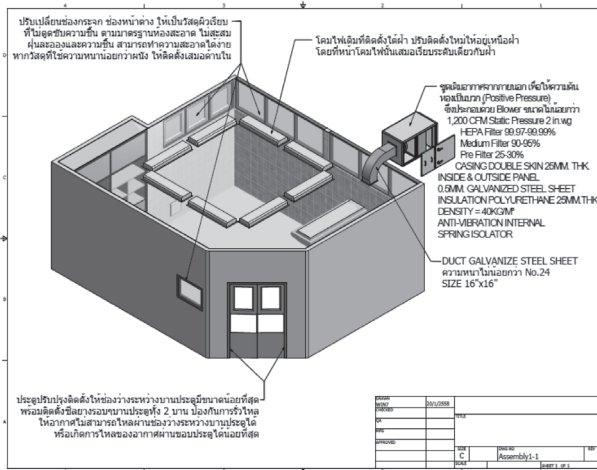 ปรับเปลี่ยนช่องกระจก ช่องหน้าต่าง ให้เป็นวัสดุผิวเรียบ
ที่ไม่ดูดซับความชื้น ตามมาตรฐานห้องสะอาด ไม่สะสม
ฝุ่นละอองและความชื้น สามารถทำความสะอาดได้ง่าย
หากวัสดุที่ใช้ความหนาน้อยกว่าผนัง ให้ติดตั้งเสมอด้านใน
โคมไฟเดิมที่ติดตั้งใต้ฝ้า ปรับติดตั้งใหม่ให้อยู่เหนือฝ้า
โดยที่หน้าโคมไฟนั้นเสมอเรียบระดับเดียวกับฝ้า
ชุดเติมอากาศจากภายนอก เพื่อให้ความดัน
ห้องเป็นบวก (Positive Pressure)
ซึ่งประกอบด้วย Blower ขนาดไม่น้อยกว่า
1,200 CFM Static Pressure 2 in.wg
HEPA Filter 99.97-99.99%
Medium Filter 90-95%
Pre Filter 25-30%
CASING DOUBLE SKIN 25MM. THK.
INSIDE & OUTSIDE PANEL
0.5MM. GALVANIZED STEEL SHEET
INSULATION POLYURETHANE 25MM.THK
DENSITY = 40KG/M³
ANTI-VIBRATION INTERNAL
SPRING ISOLATOR
DUCT GALVANIZE STEEL SHEET
ความหนาไม่น้อยกว่า No.24
SIZE 16"x16"
ประตูปรับปรุงติดตั้งให้ช่องว่างระหว่างบานประตูมีขนาดน้อยที่สุด
พร้อมติดตั้งซีลยางรอบๆบานประตูทั้ง 2 บาน ป้องกันการรั่วไหล
ให้อากาศไม่สามารถไหลผ่านช่องว่างระหว่างบานประตูได้
หรือเกิดการไหลของอากาศผ่านขอบประตูได้น้อยที่สุด
DRAWN
WIN7
20/1/2558
CHECKED
QA
MFG
APPROVED
TITLE
SIZE
C
DWG NO
Assembly1-1
REV
SCALE
SHEET 1 OF 1